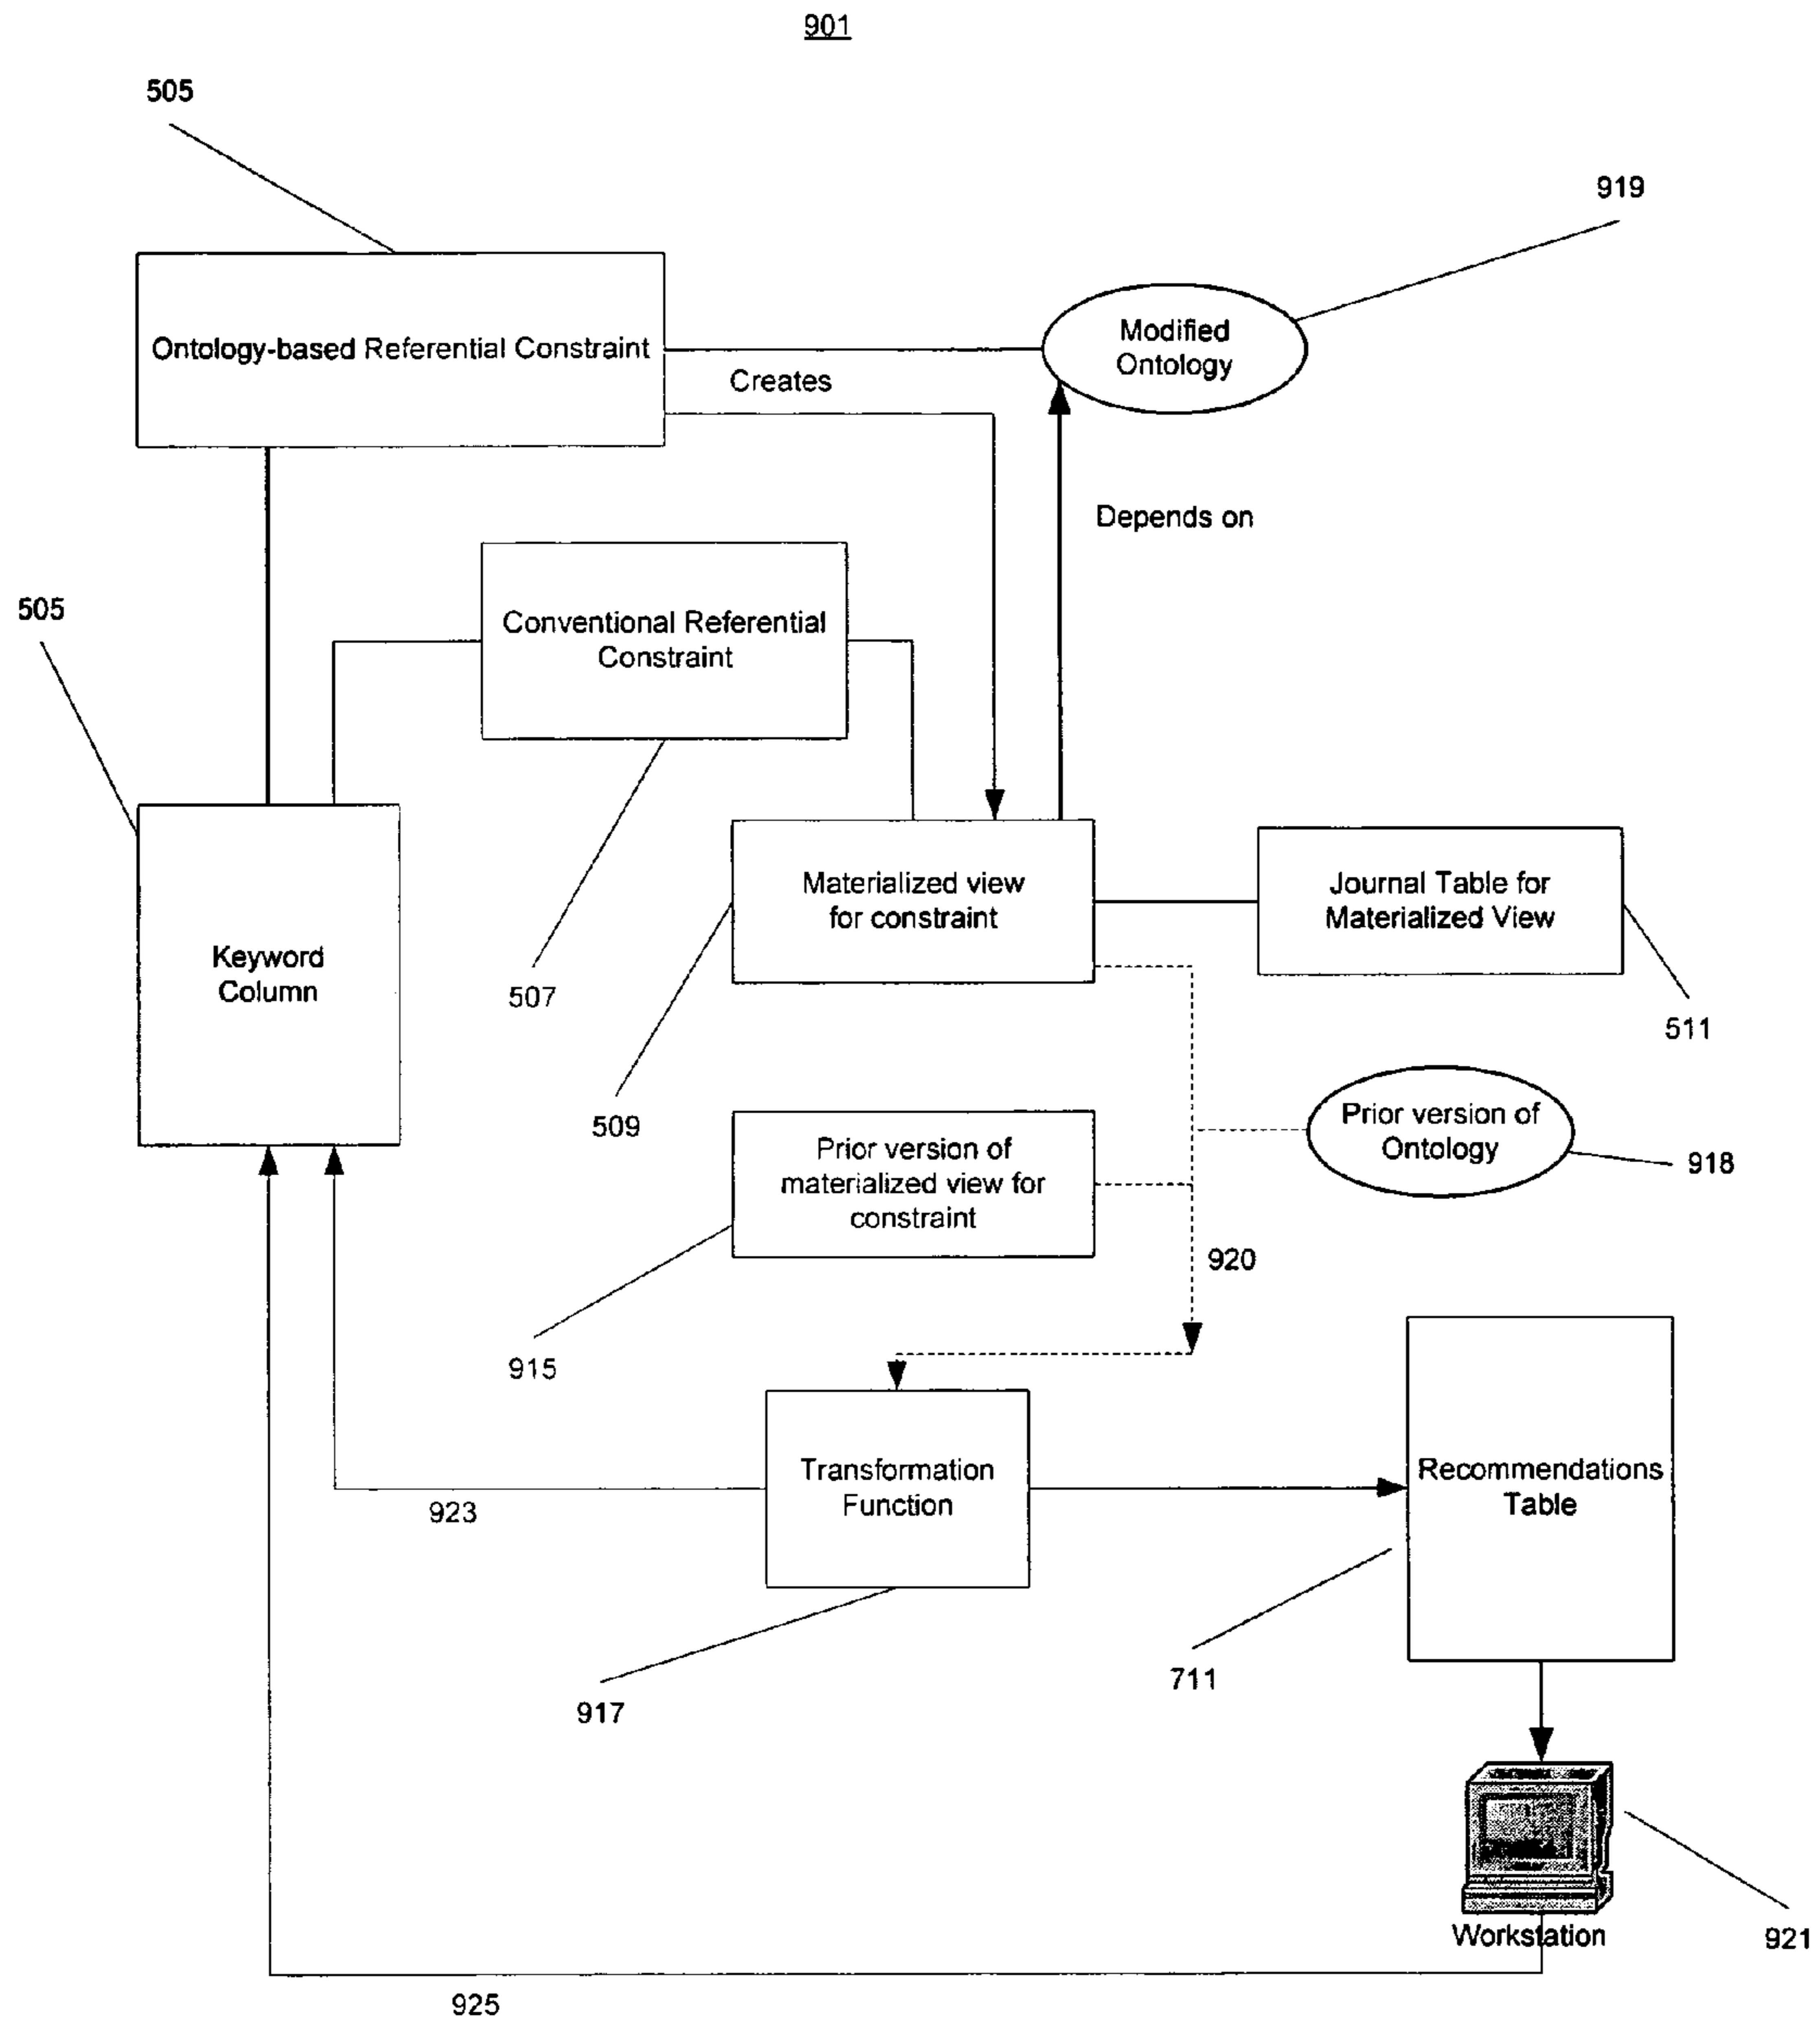 901
505
919
Ontology-based Referential Constraint
Modified
Ontology
Creates
Depends on
505
Conventional Referential
Constraint
Materialized view
for constraint
Journal Table for
Materialized View
Keyword
Column
507
511
509
Prior version of
Ontology
918
Prior version of
materialized view for
constraint
920
915
Transformation
Function
Recommendations
Table
923
711
917
Workstation
921
925